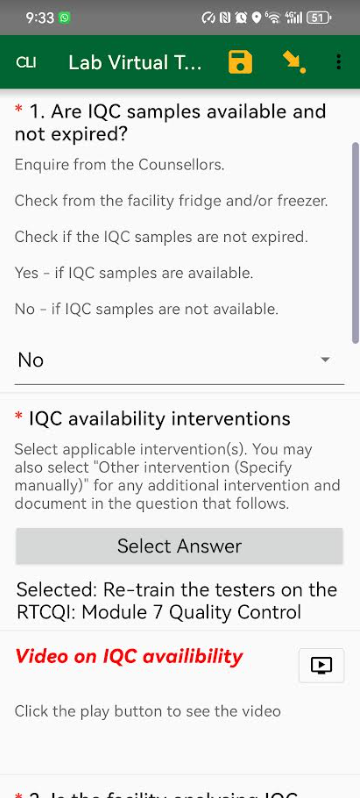 9:33 51
CLI Lab Virtual T...
* 1. Are IQC samples available and
not expired?
Enquire from the Counsellors.
Check from the facility fridge and/or freezer.
Check if the IQC samples are not expired.
Yes - if IQC samples are available.
No - if IQC samples are not available.
No
* IQC availability interventions
Select applicable intervention(s). You may
also select "Other intervention (Specify
manually)" for any additional intervention and
document in the question that follows.
Select Answer
Selected: Re-train the testers on the
RTCQI: Module 7 Quality Control
Video on IQC availibility
Click the play button to see the video
* 2. Is the facility analysing IQC